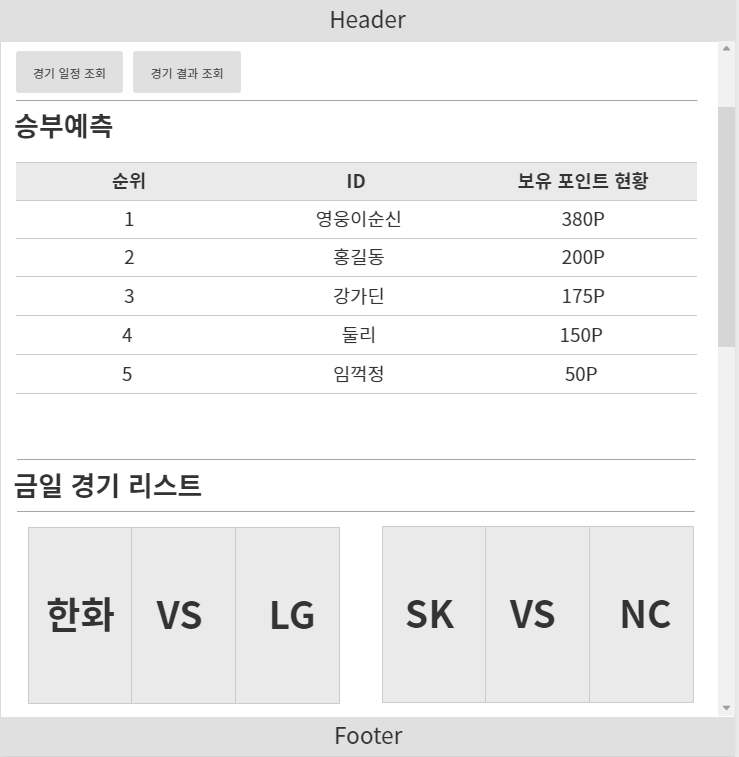 Header
경기 일정 조회 경기 결과 조회
승부예측
순위 ID 보유 포인트 현황
1 영웅이순신 380P
2 홍길동 200P
3 강가딘 175P
4 둘리 150P
5 임꺽정 50P
금일 경기 리스트
한화 VS LG SK VS NC
Footer